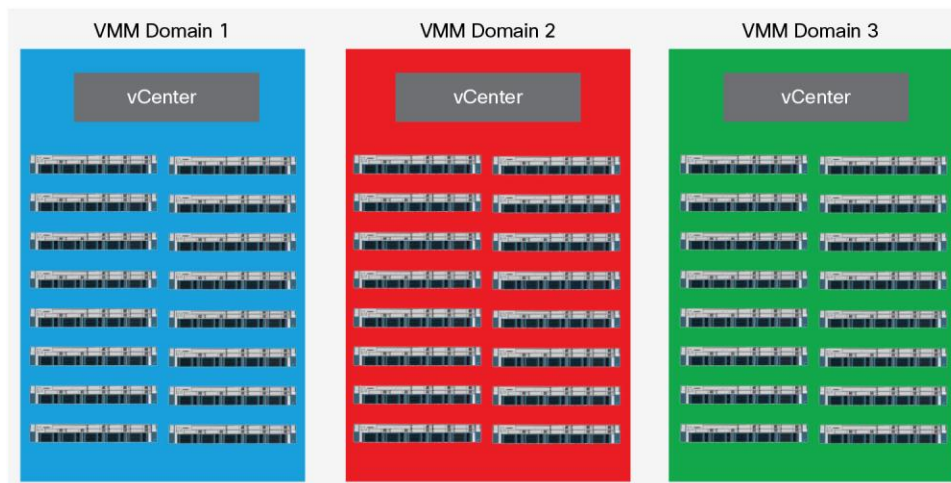 VMM Domain 1
VMM Domain 2
VMM Domain 3
vCenter
vCenter
vCenter